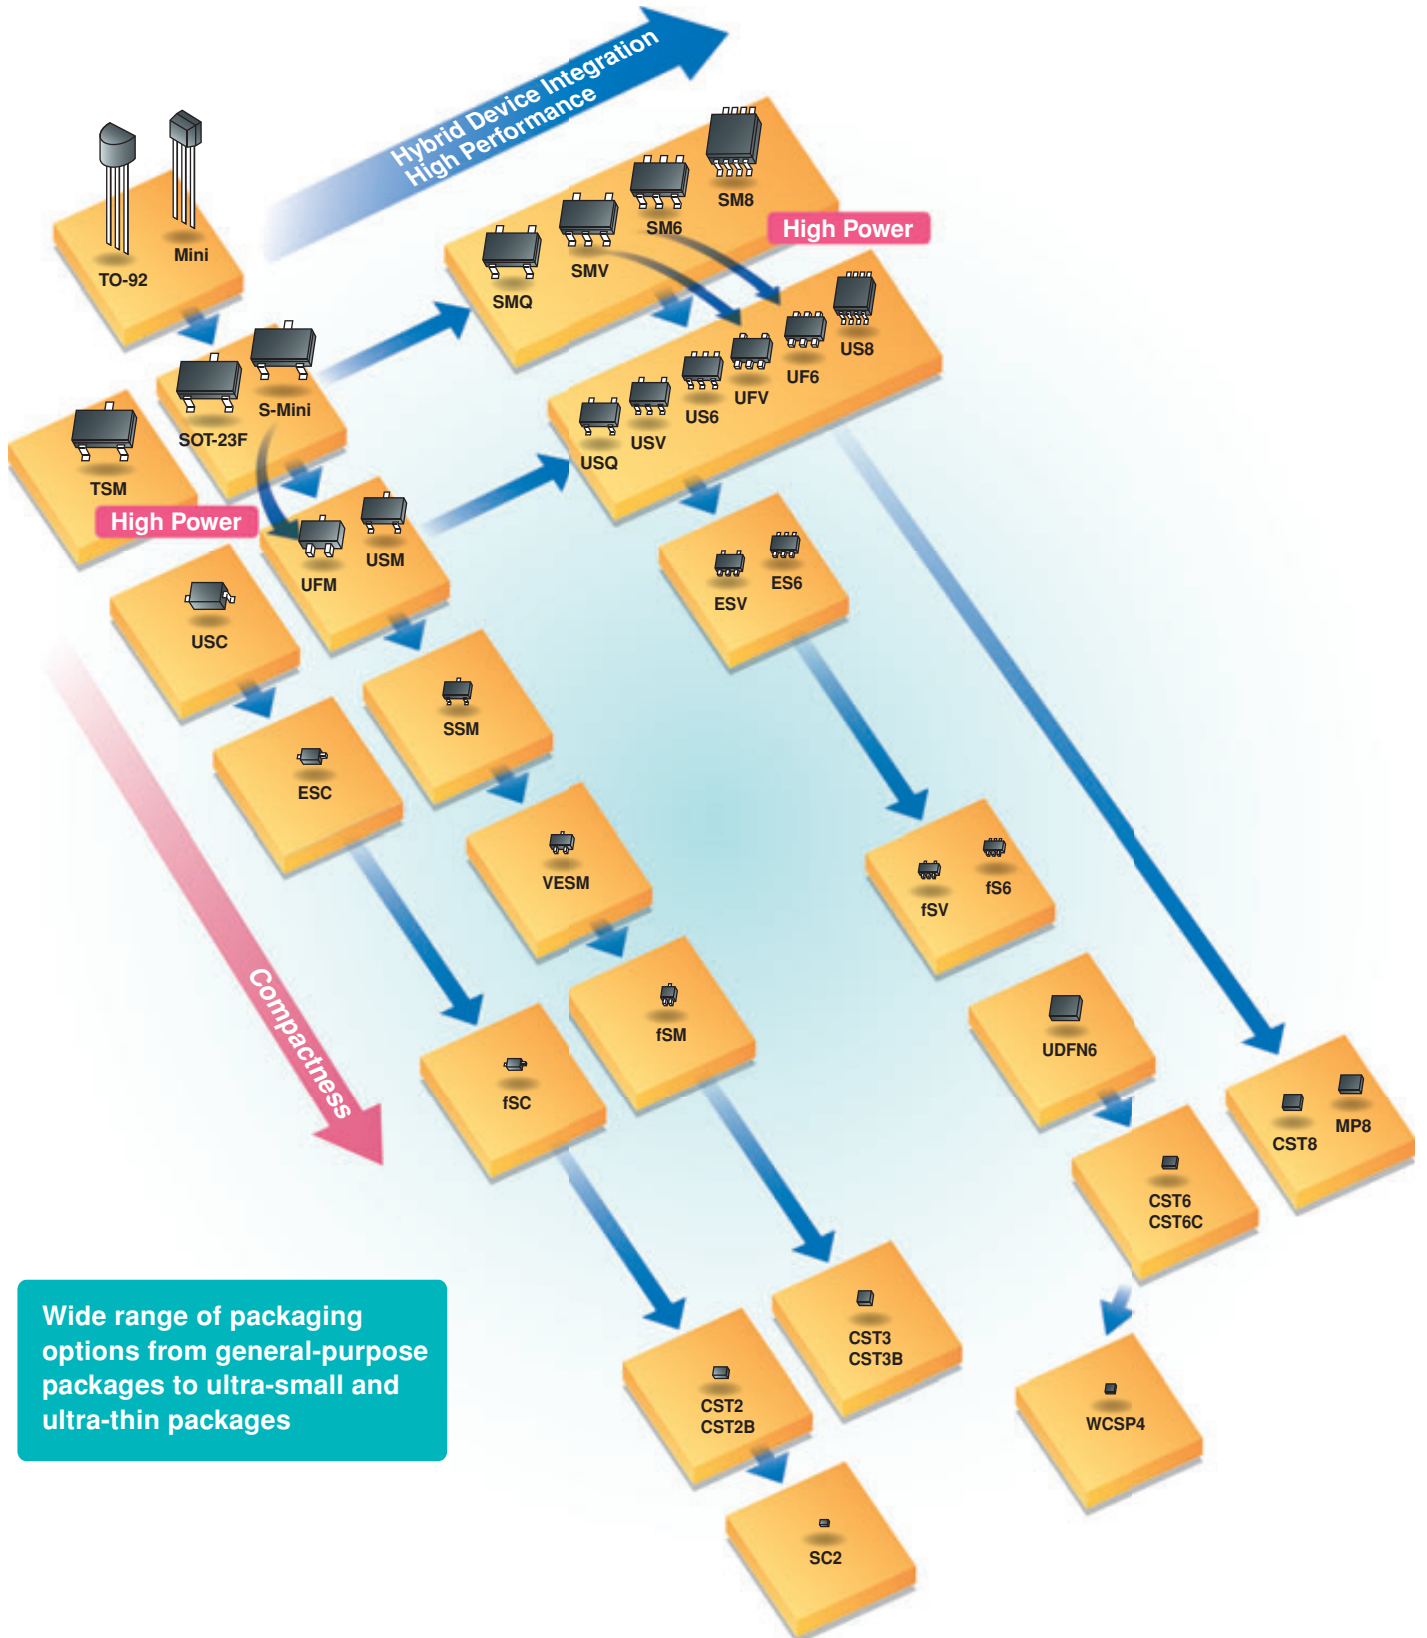 Hybrid Device Integration
High Performance
TO-92
Mini
SMQ
SMV
SM6
SM8
High Power
SOT-23F
S-Mini
TSM
High Power
USQ
USV
US6
UFV
UF6
US8
UFM
USM
ESV
ES6
USC
SSM
ESC
VESM
fSV
fS6
Compactness
fSM
fSC
UDFN6
CST8
MP8
CST6
CST6C
CST3
CST3B
CST2
CST2B
WCSP4
SC2
Wide range of packaging
options from general-purpose
packages to ultra-small and
ultra-thin packages